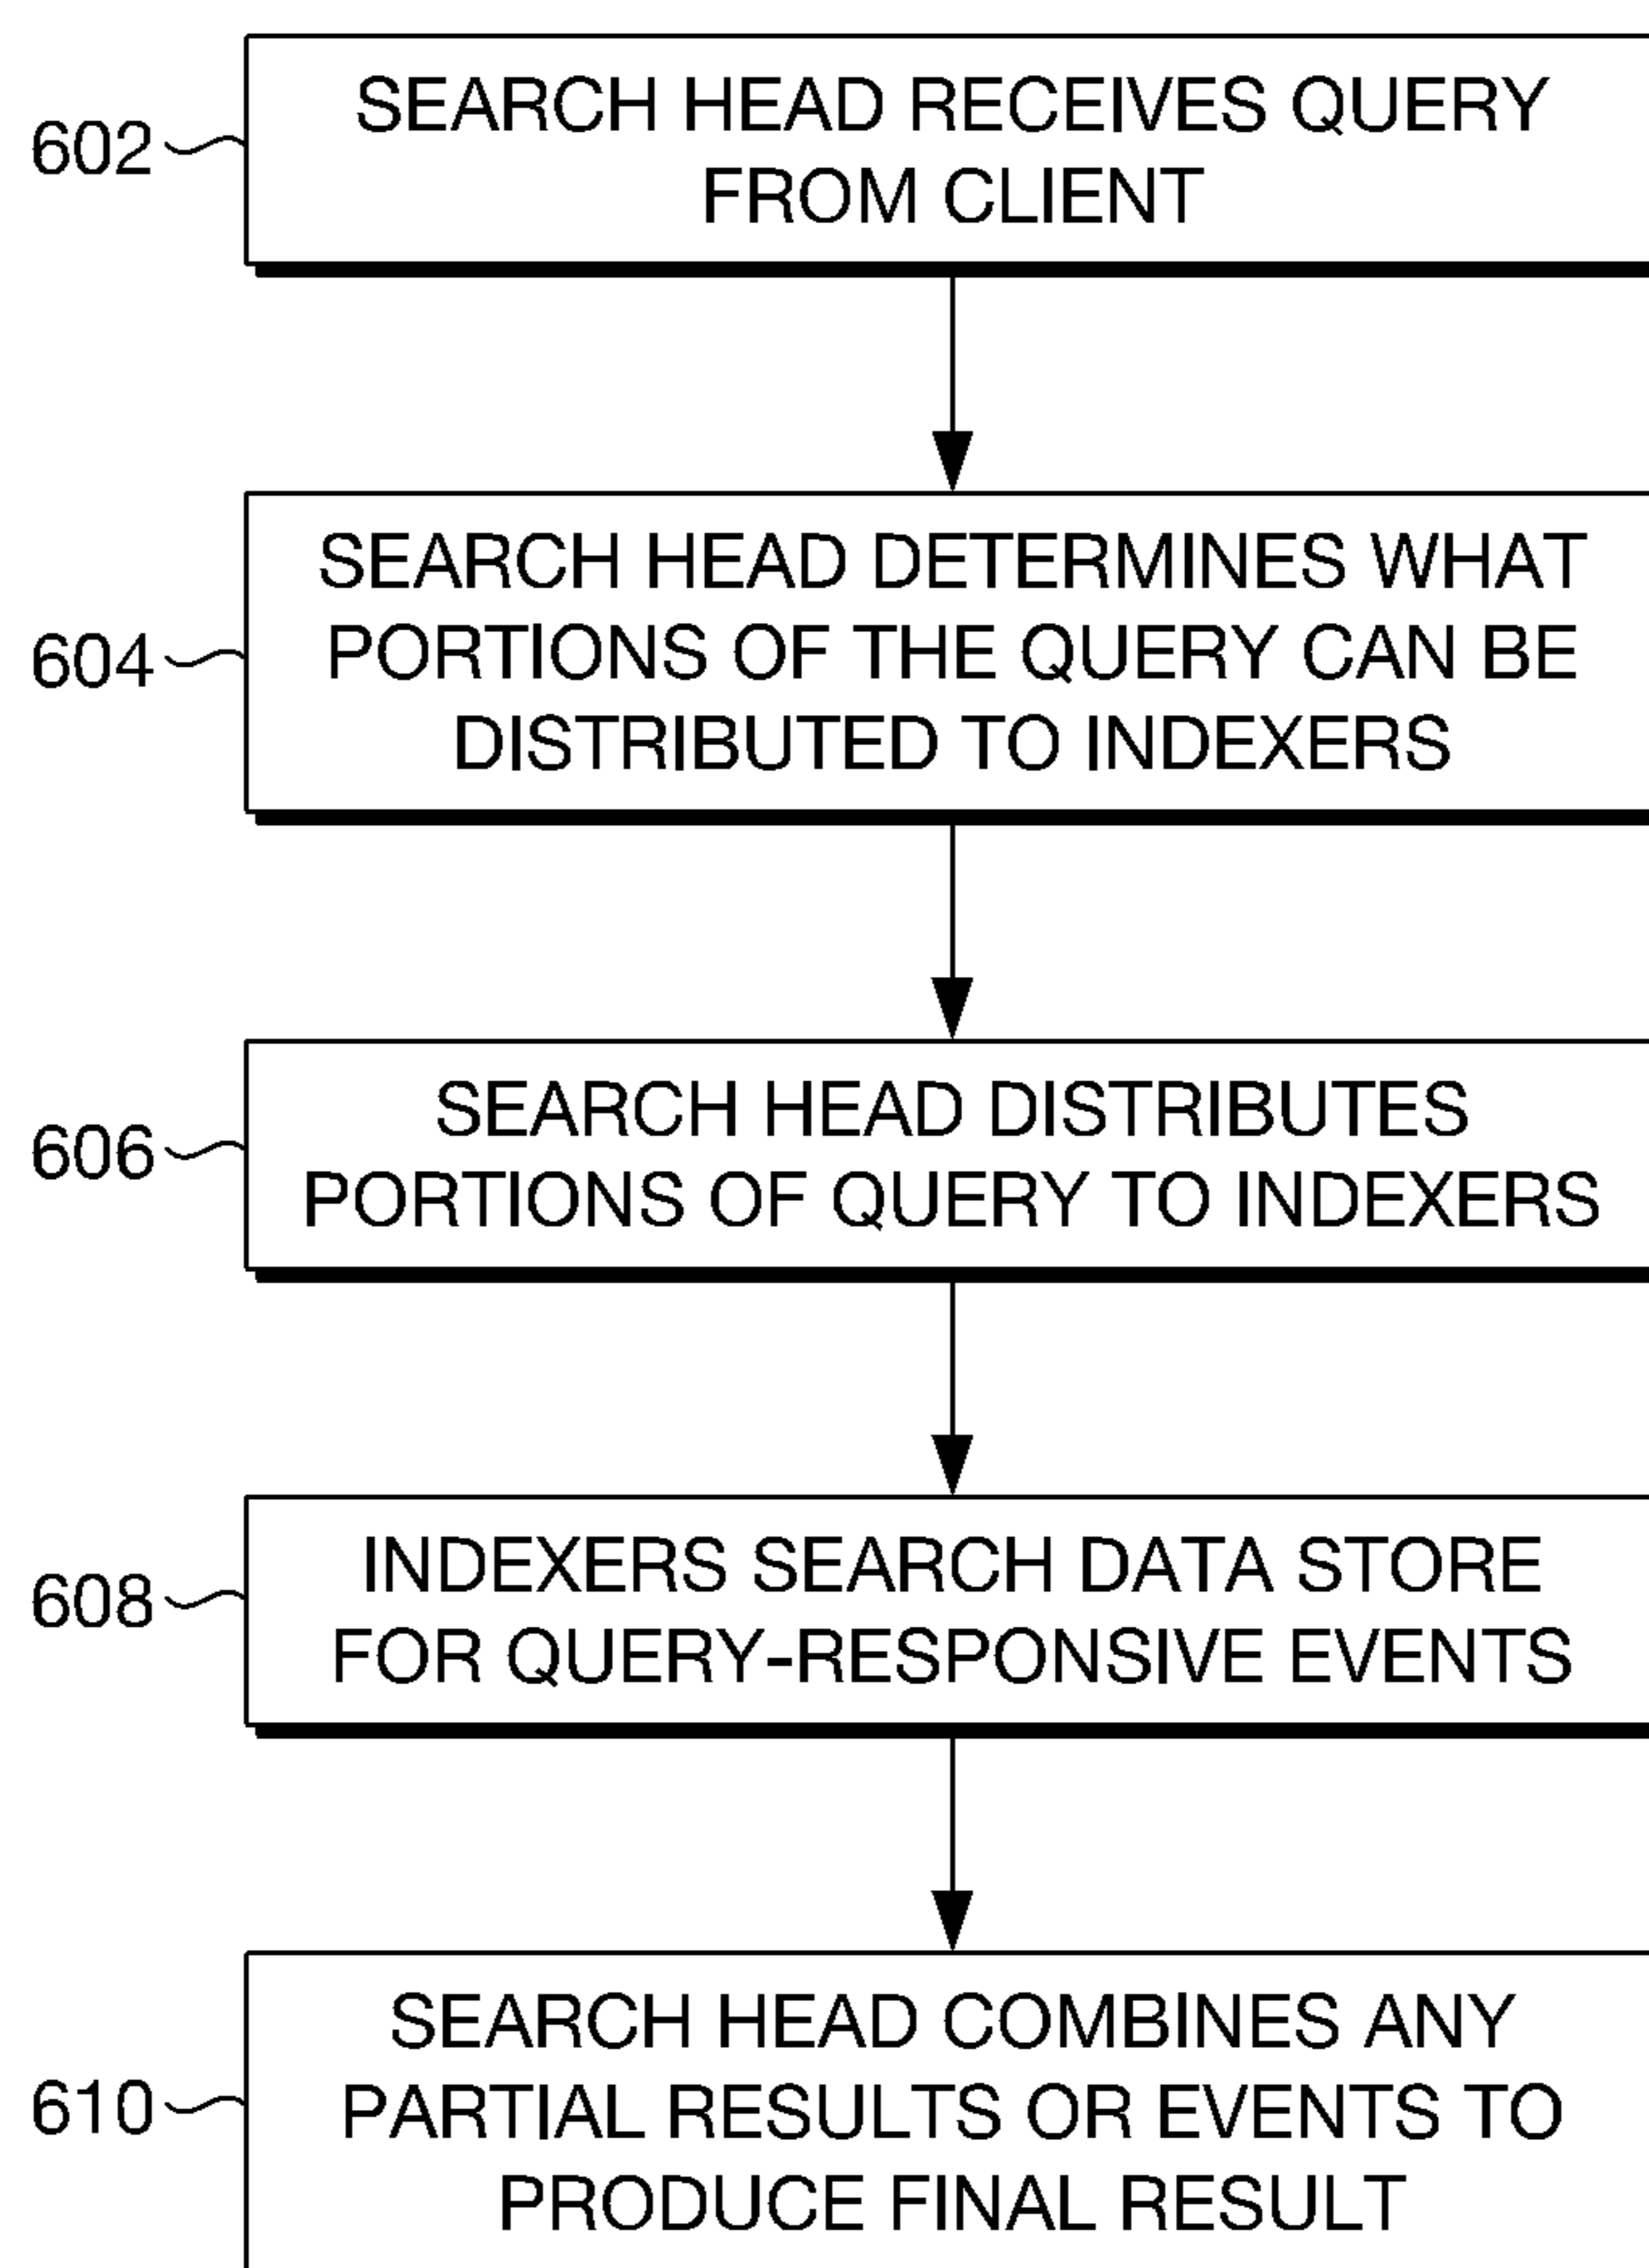 602
SEARCH HEAD RECEIVES QUERY
FROM CLIENT
604
SEARCH HEAD DETERMINES WHAT
PORTIONS OF THE QUERY CAN BE
DISTRIBUTED TO INDEXERS
606
SEARCH HEAD DISTRIBUTES
PORTIONS OF QUERY TO INDEXERS
608
INDEXERS SEARCH DATA STORE
FOR QUERY-RESPONSIVE EVENTS
610
SEARCH HEAD COMBINES ANY
PARTIAL RESULTS OR EVENTS TO
PRODUCE FINAL RESULT